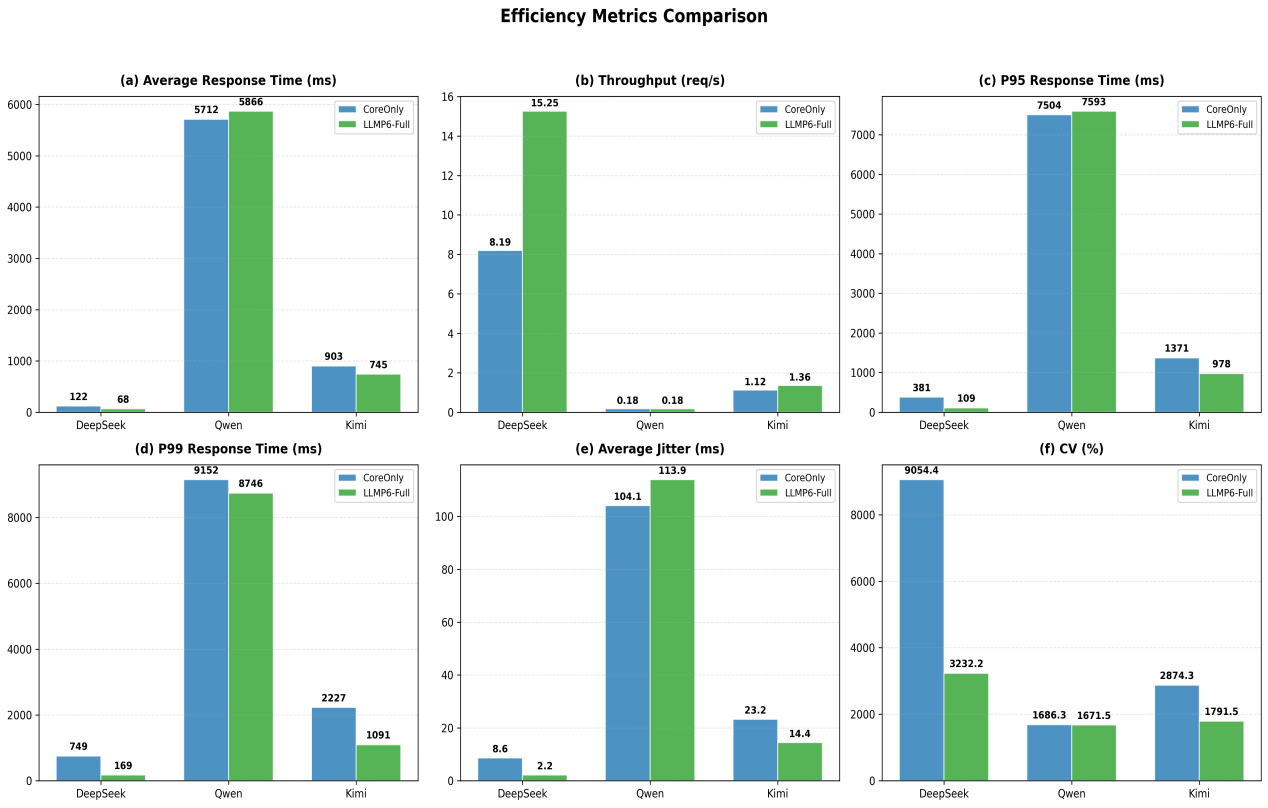 Efficiency Metrics Comparison
(a) Average Response Time (ms)
6000
5000
4000
3000
2000
1000
0
122
68
5712
5866
903
745
CoreOnly
LLMP6-Full
DeepSeek
Qwen
Kimi
(b) Throughput (req/s)
16
14
12
10
8
6
4
2
0
8.19
15.25
0.18
0.18
1.12
1.36
CoreOnly
LLMP6-Full
DeepSeek
Qwen
Kimi
(c) P95 Response Time (ms)
7000
6000
5000
4000
3000
2000
1000
0
381
109
7504
7593
1371
978
CoreOnly
LLMP6-Full
DeepSeek
Qwen
Kimi
(d) P99 Response Time (ms)
8000
6000
4000
2000
0
749
169
9152
8746
2227
1091
CoreOnly
LLMP6-Full
DeepSeek
Qwen
Kimi
(e) Average Jitter (ms)
100
80
60
40
20
0
8.6
2.2
104.1
113.9
23.2
14.4
CoreOnly
LLMP6-Full
DeepSeek
Qwen
Kimi
(f) CV (%)
8000
6000
4000
2000
0
9054.4
3232.2
1686.3
1671.5
2874.3
1791.5
CoreOnly
LLMP6-Full
DeepSeek
Qwen
Kimi